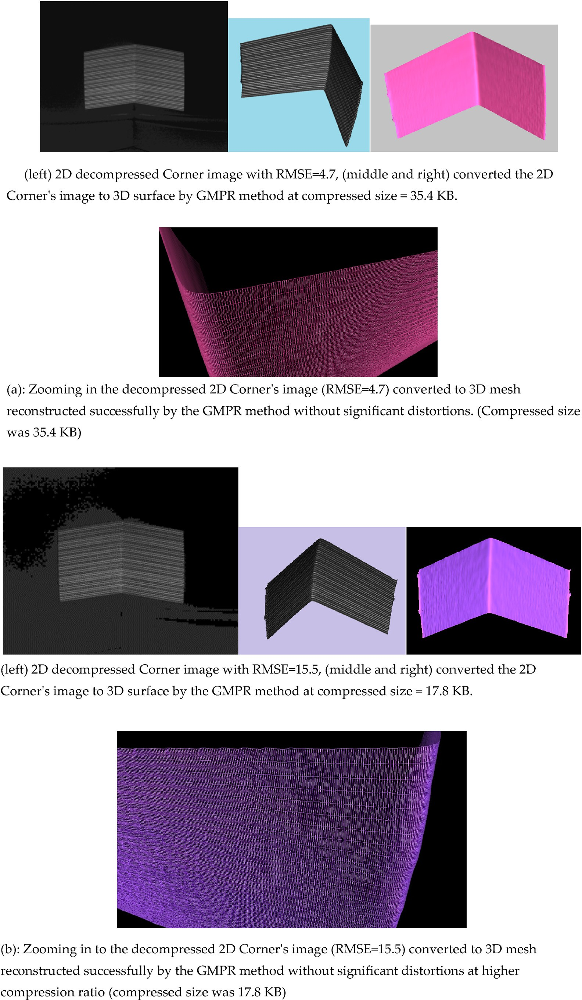 (left) 2D decompressed Corner image with RMSE=4.7, (middle and right) converted the 2D
Corner's image to 3D surface by GMPR method at compressed size = 35.4 KB.
(a): Zooming in the decompressed 2D Corner's image (RMSE=4.7) converted to 3D mesh
reconstructed successfully by the GMPR method without significant distortions. (Compressed size
was 35.4 KB)
(left) 2D decompressed Corner image with RMSE=15.5, (middle and right) converted the 2D
Corner's image to 3D surface by the GMPR method at compressed size = 17.8 KB.
(b): Zooming in to the decompressed 2D Corner's image (RMSE=15.5) converted to 3D mesh
reconstructed successfully by the GMPR method without significant distortions at higher
compression ratio (compressed size was 17.8 KB)